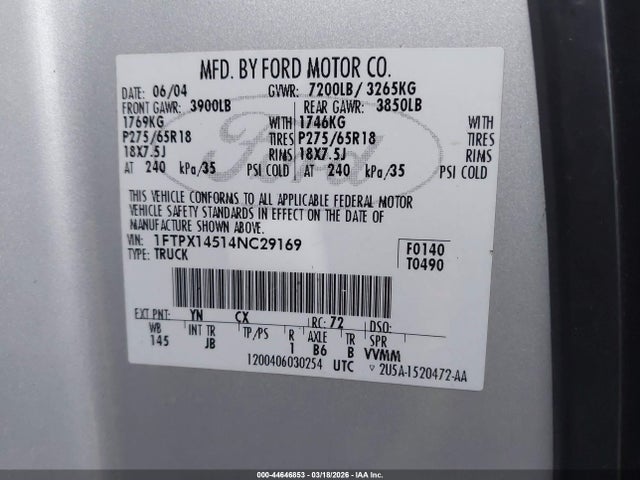 MFD. BY FORD MOTOR CO.
DATE: 06/04 GVWR: 7200LB/ 3265KG
FRONT GAWR: 3900LB REAR GAWR: 3850LB
1769KG WITH 1746KG WITH
P275/65R18 TIRES P275/65R18 TIRES
18X7.5J RIMS 18X7.5J RIMS
AT 240 kPa/35 PSI COLD AT 240 kPa/35 PSI COLD
Ford
THIS VEHICLE CONFORMS TO ALL APPLICABLE FEDERAL MOTOR
VEHICLE SAFETY STANDARDS IN EFFECT ON THE DATE OF
MANUFACTURE SHOWN ABOVE.
VIN: 1FTPX14514NC29169 F0140
TYPE: TRUCK T0490
EXT PNT: YN CX RC: 72 DSO:
WB INT TR TP/PS R AXLE TR SPR
145 JB 1 B6 B VVMM
1200406030254 UTC ▽ 2U5A-1520472-AA
000-44646853 - 03/18/2026 - IAA Inc.